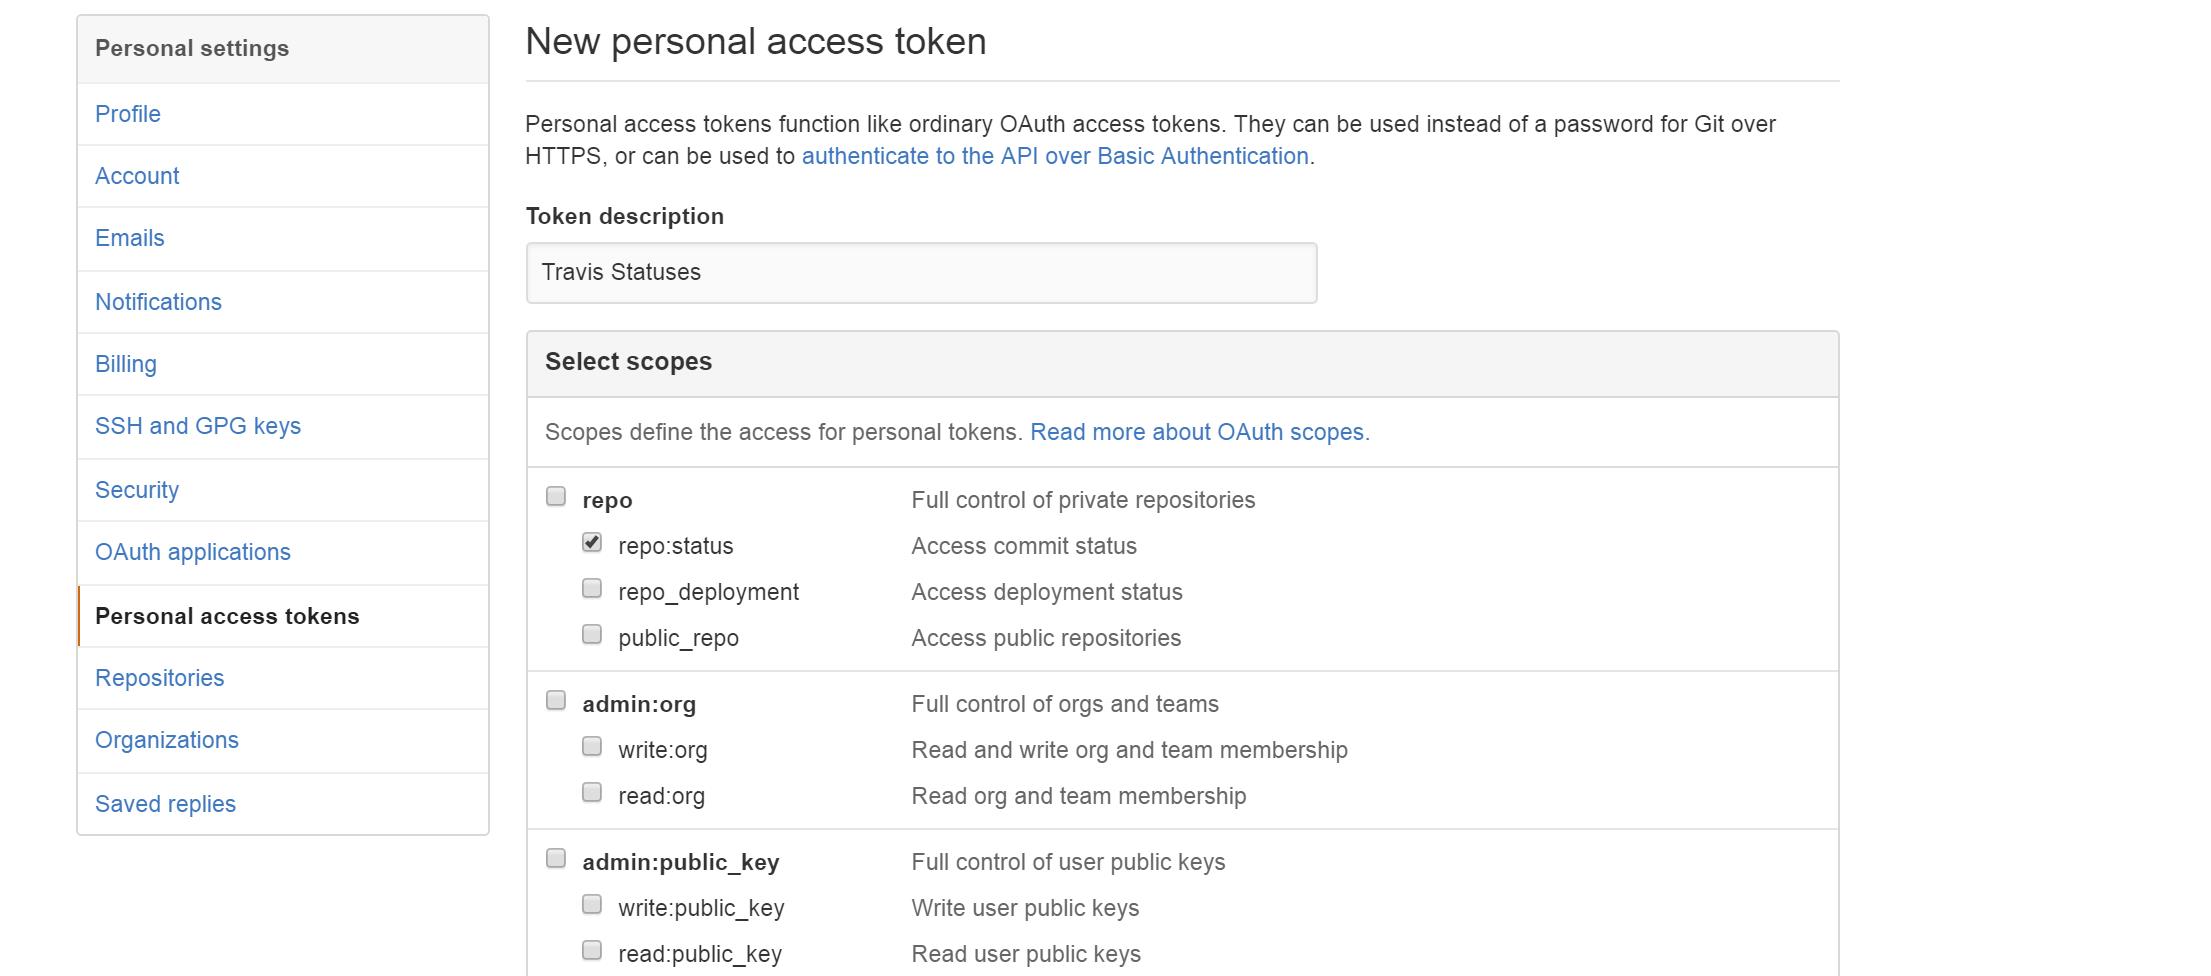 Personal settings
Profile
Account
Emails
Notifications
Billing
SSH and GPG keys
Security
OAuth applications
Personal access tokens
Repositories
Organizations
Saved replies
New personal access token
Personal access tokens function like ordinary OAuth access tokens. They can be used instead of a password for Git over
HTTPS, or can be used to authenticate to the API over Basic Authentication.
Token description
Travis Statuses
Select scopes
Scopes define the access for personal tokens. Read more about OAuth scopes.
repo Full control of private repositories
repo:status Access commit status
repo_deployment Access deployment status
public_repo Access public repositories
admin:org Full control of orgs and teams
write:org Read and write org and team membership
read:org Read org and team membership
admin:public_key Full control of user public keys
write:public_key Write user public keys
read:public_key Read user public keys